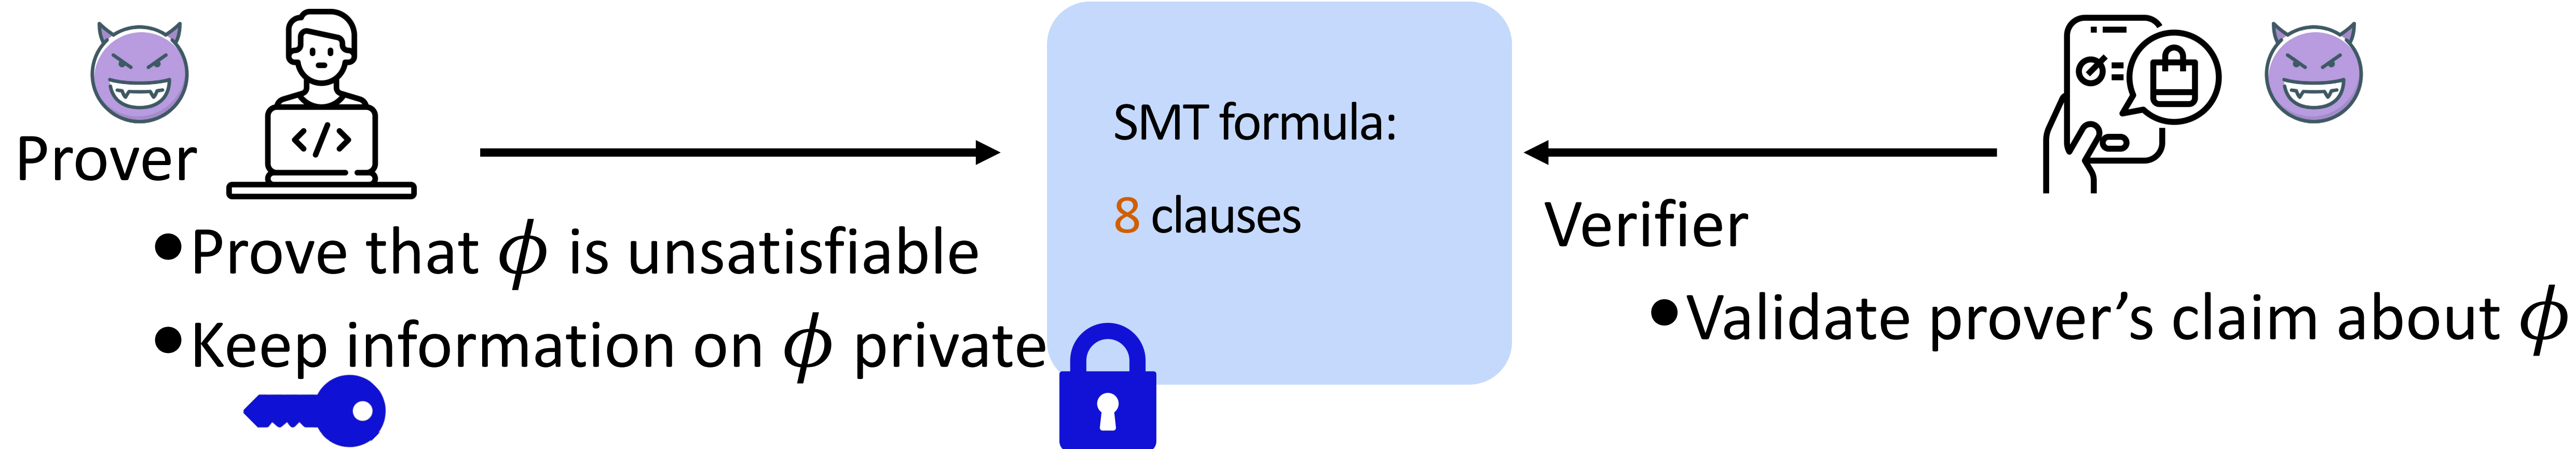 Prover
</>
• Prove that ϕ is unsatisfiable
• Keep information on ϕ private
SMT formula:
8 clauses
Verifier
• Validate prover’s claim about ϕ